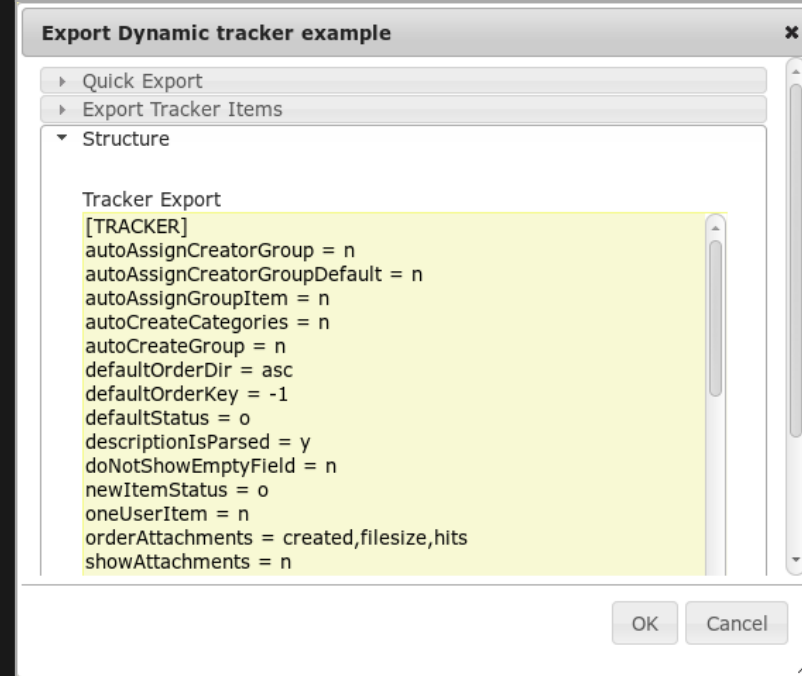 Export Dynamic tracker example
Quick Export
Export Tracker Items
Structure
Tracker Export
[TRACKER]
autoAssignCreatorGroup = n
autoAssignCreatorGroupDefault = n
autoAssignGroupItem = n
autoCreateCategories = n
autoCreateGroup = n
defaultOrderDir = asc
defaultOrderKey = -1
defaultStatus = o
descriptionIsParsed = y
doNotShowEmptyField = n
newItemStatus = o
oneUserItem = n
orderAttachments = created,filesize,hits
showAttachments = n
OK Cancel